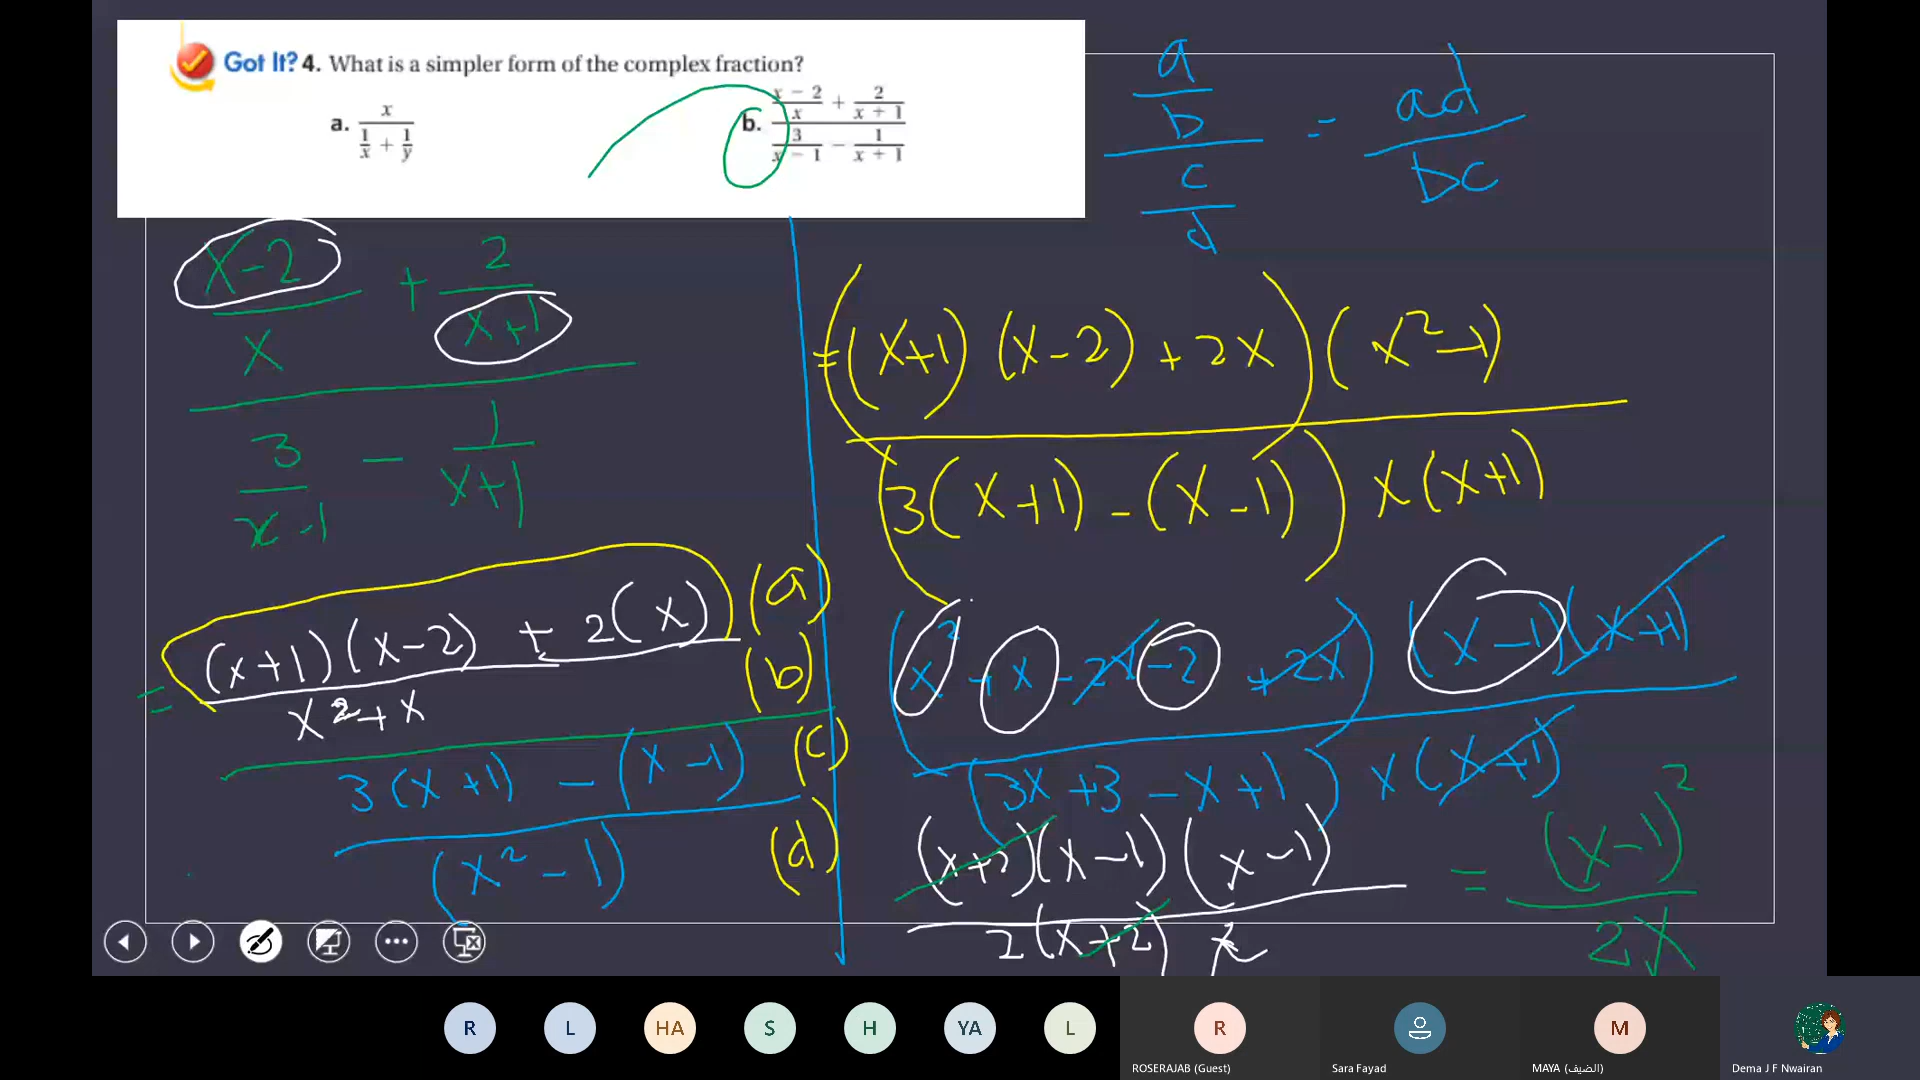 Got It? 4. What is a simpler form of the complex fraction?
a. x / (1/x + 1/y)
b. ((x − 2)/x + 2/(x + 1)) / (3/(x − 1) − 1/(x + 1))
(a/b)/(c/d) = ad/bc
x-2 / x + 2 / x+1
3 / x-1 - 1 / x+1
= (x+1)(x-2) + 2(x) (a)
x²+x (b)
3(x+1) - (x-1) (c)
(x²-1) (d)
= ((x+1)(x-2)+2x)(x²-1)
(3(x+1)-(x-1)) x(x+1)
(x²+x-2x-2+2x)(x-1)(x+1)
(3x+3-x+1) x(x+1)
(x+2)(x-1)(x-1)
2(x+2) x
= (x-1)²
2x
R L HA S H YA L R M
ROSERAJAB (Guest) Sara Fayad MAYA (الضيف) Dema J F Nwairan